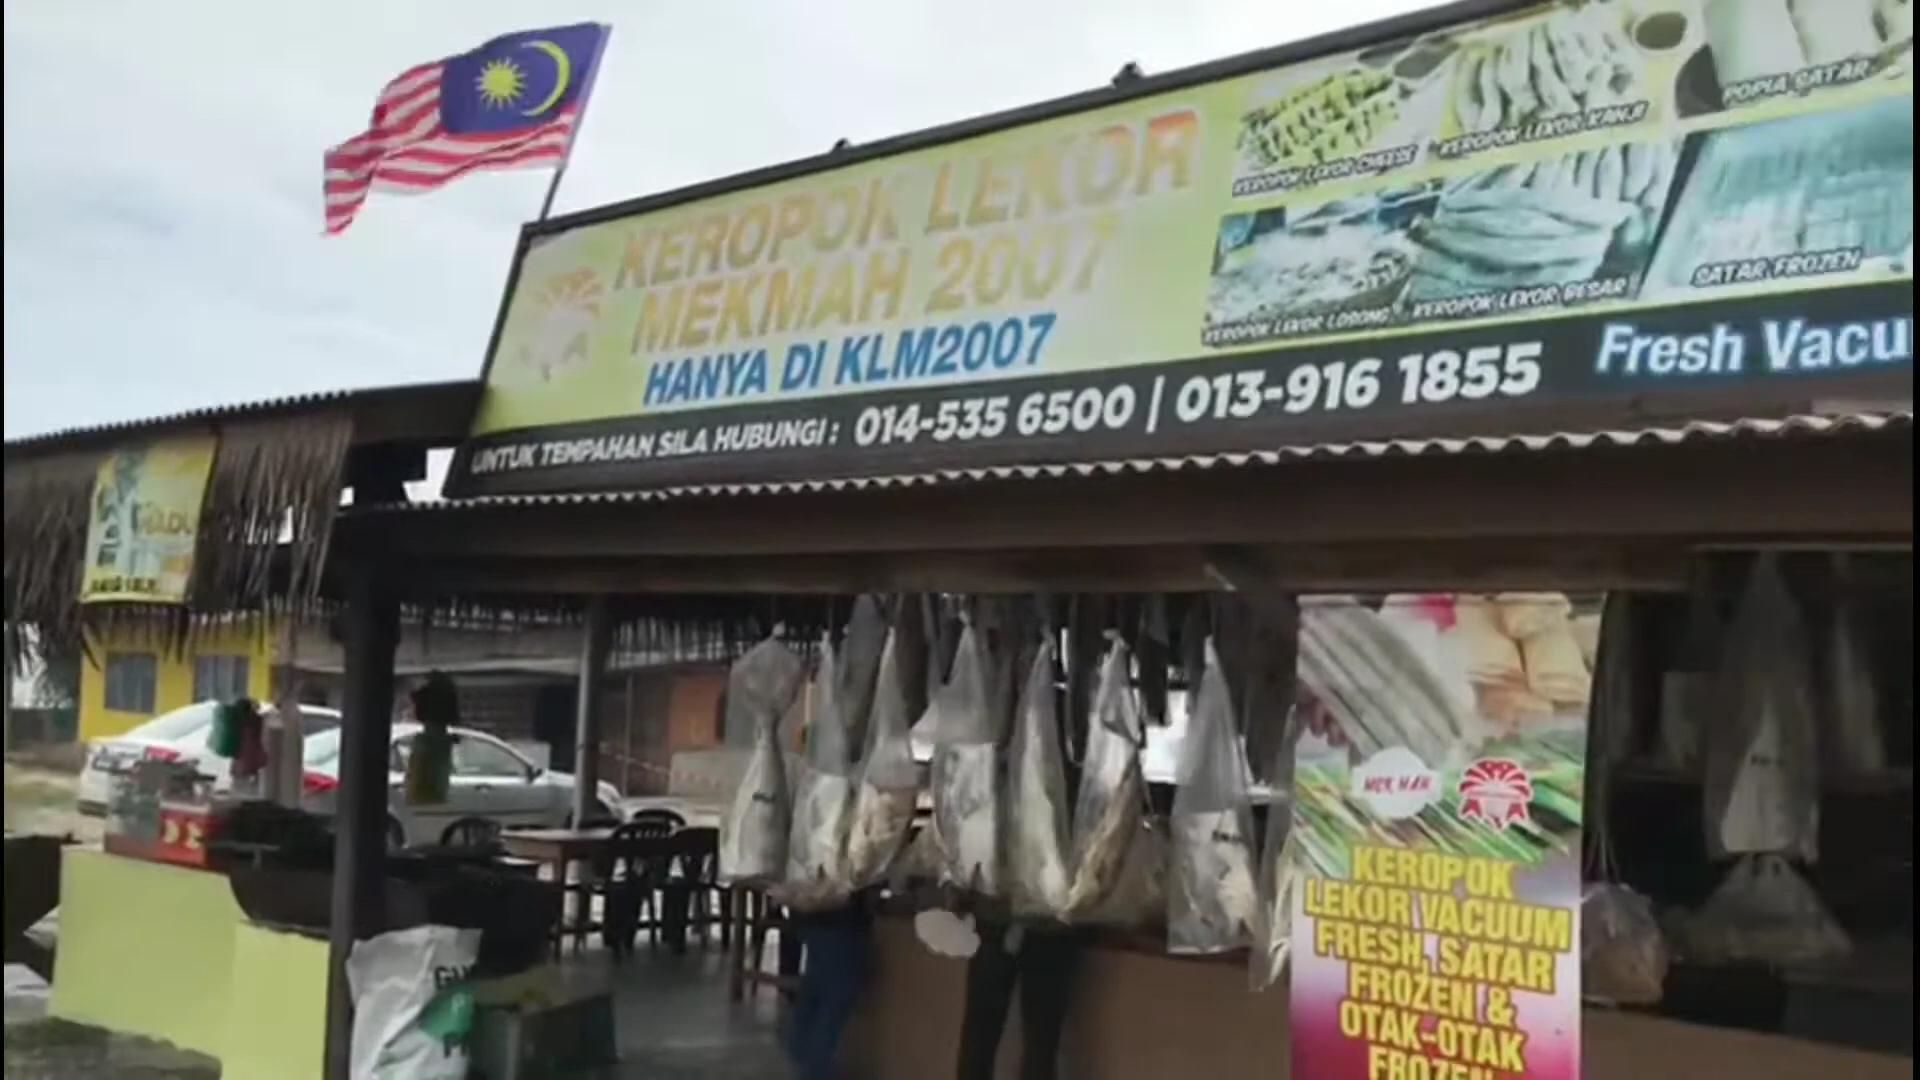 KEROPOK LEKOR
MEKMAH 2007
HANYA DI KLM2007
UNTUK TEMPAHAN SILA HUBUNGI : 014-535 6500 | 013-916 1855
Fresh Vacu
KEROPOK LEKOR CHEESE
KEROPOK LEKOR KANJI
POPIA SATAR
KEROPOK LEKOR LOSONG
KEROPOK LEKOR BESAR
SATAR FROZEN
MEK MAH
KEROPOK
LEKOR VACUUM
FRESH, SATAR
FROZEN &
OTAK-OTAK
FROZEN